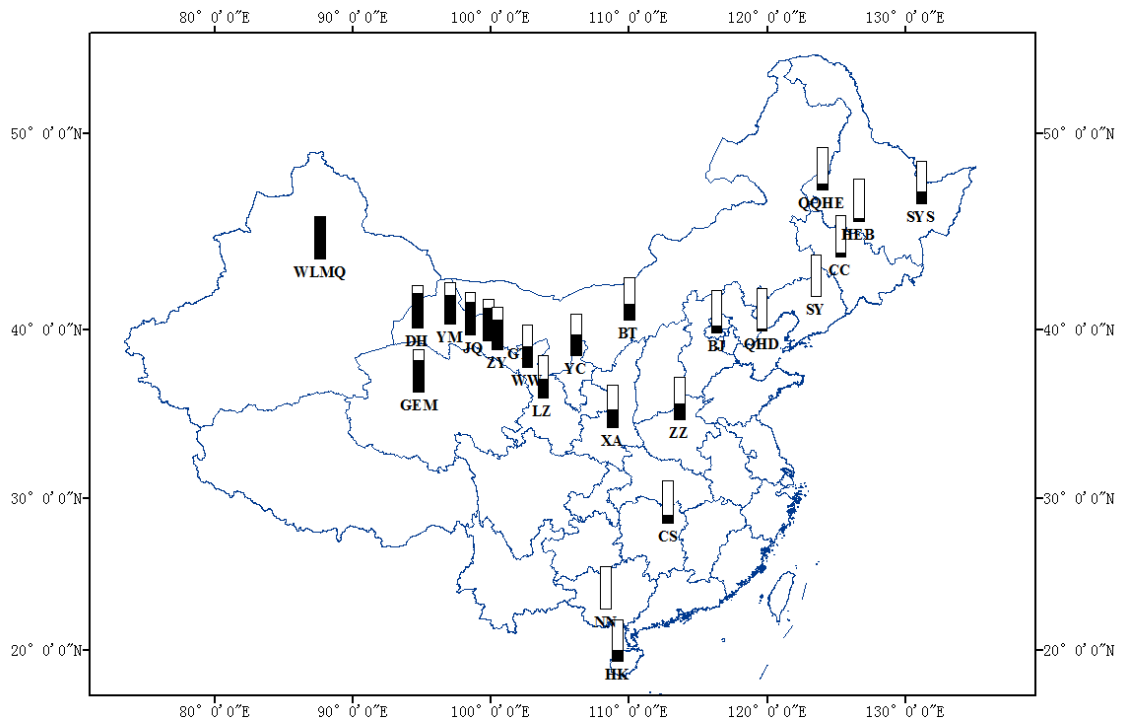 80° 0'0"E 90° 0'0"E 100° 0'0"E 110° 0'0"E 120° 0'0"E 130° 0'0"E
50° 0'0"N 50° 0'0"N
QQHE
SYS
HEB
WLMQ
CC
SY
40° 0'0"N 40° 0'0"N
YM
DH
JQ
BT
BJ
QHD
G
ZY
YC
WW
GEM
LZ
XA
ZZ
30° 0'0"N 30° 0'0"N
CS
NN
20° 0'0"N 20° 0'0"N
HK
80° 0'0"E 90° 0'0"E 100° 0'0"E 110° 0'0"E 120° 0'0"E 130° 0'0"E